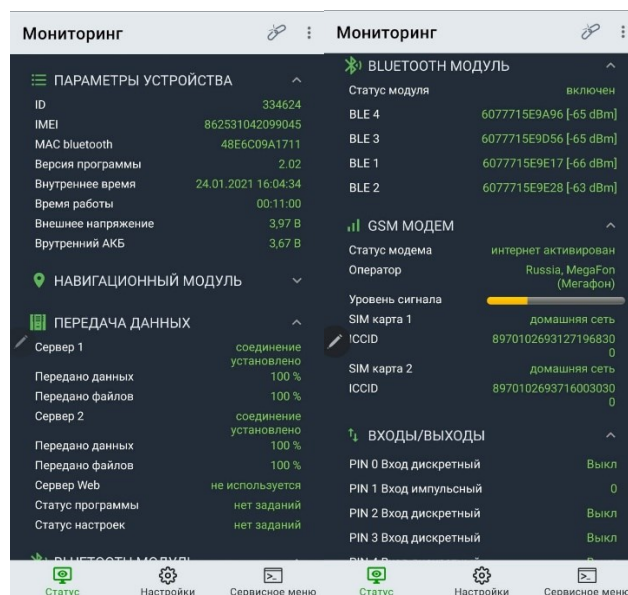 Мониторинг
ПАРАМЕТРЫ УСТРОЙСТВА
ID 334624
IMEI 862531042099045
MAC bluetooth 48E6C09A1711
Версия программы 2.02
Внутреннее время 24.01.2021 16:04:34
Время работы 00:11:00
Внешнее напряжение 3,97 В
Врутренний АКБ 3,67 В
НАВИГАЦИОННЫЙ МОДУЛЬ
ПЕРЕДАЧА ДАННЫХ
Сервер 1 соединение
установлено
Передано данных 100 %
Передано файлов 100 %
Сервер 2 соединение
установлено
Передано данных 100 %
Передано файлов 100 %
Сервер Web не используется
Статус программы нет заданий
Статус настроек нет заданий
BLUETOOTH МОДУЛЬ
Статус
Настройки
Сервисное меню
Мониторинг
BLUETOOTH МОДУЛЬ
Статус модуля включен
BLE 4 6077715E9A96 [-65 dBm]
BLE 3 6077715E9D56 [-65 dBm]
BLE 1 6077715E9E17 [-66 dBm]
BLE 2 6077715E9E28 [-63 dBm]
GSM МОДЕМ
Статус модема интернет активирован
Оператор Russia, MegaFon
(Мегафон)
Уровень сигнала
SIM карта 1 домашняя сеть
ICCID 8970102693127196830
0
SIM карта 2 домашняя сеть
ICCID 8970102693716003030
0
ВХОДЫ/ВЫХОДЫ
PIN 0 Вход дискретный Выкл
PIN 1 Вход импульсный 0
PIN 2 Вход дискретный Выкл
PIN 3 Вход дискретный Выкл
Статус
Настройки
Сервисное меню